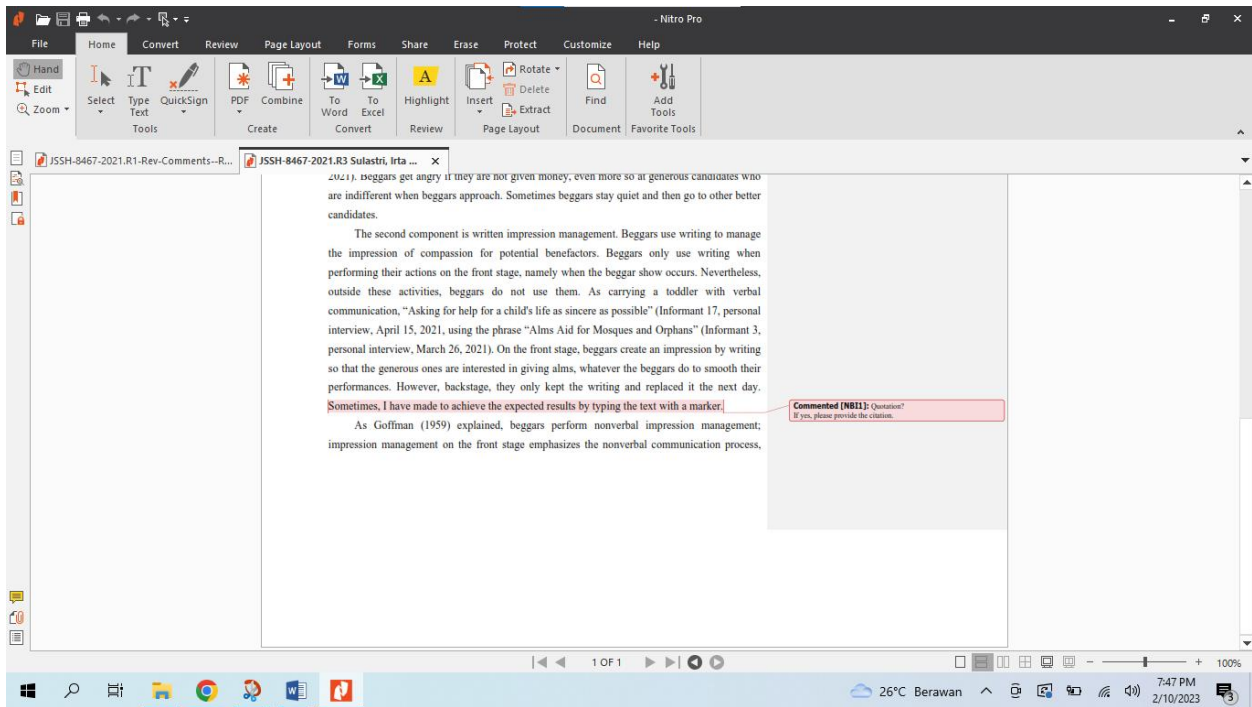 - Nitro Pro
File Home Convert Review Page Layout Forms Share Erase Protect Customize Help
Hand
Edit
Zoom
Select
Type Text
QuickSign
Tools
PDF
Combine
Create
To Word
To Excel
Convert
Highlight
Review
Insert
Rotate
Delete
Extract
Page Layout
Find
Document
Add Tools
Favorite Tools
JSSH-8467-2021.R1-Rev-Comments--R...
JSSH-8467-2021.R3 Sulastri, Irta ... X
2021). Beggars get angry if they are not given money, even more so at generous candidates who
are indifferent when beggars approach. Sometimes beggars stay quiet and then go to other better
candidates.
The second component is written impression management. Beggars use writing to manage
the impression of compassion for potential benefactors. Beggars only use writing when
performing their actions on the front stage, namely when the beggar show occurs. Nevertheless,
outside these activities, beggars do not use them. As carrying a toddler with verbal
communication, “Asking for help for a child's life as sincere as possible” (Informant 17, personal
interview, April 15, 2021, using the phrase “Alms Aid for Mosques and Orphans” (Informant 3,
personal interview, March 26, 2021). On the front stage, beggars create an impression by writing
so that the generous ones are interested in giving alms, whatever the beggars do to smooth their
performances. However, backstage, they only kept the writing and replaced it the next day.
Sometimes, I have made to achieve the expected results by typing the text with a marker.
Commented [NBI1]: Quotation?
If yes, please provide the citation.
As Goffman (1959) explained, beggars perform nonverbal impression management;
impression management on the front stage emphasizes the nonverbal communication process,
1 OF 1
100%
26°C Berawan
7:47 PM
2/10/2023
3